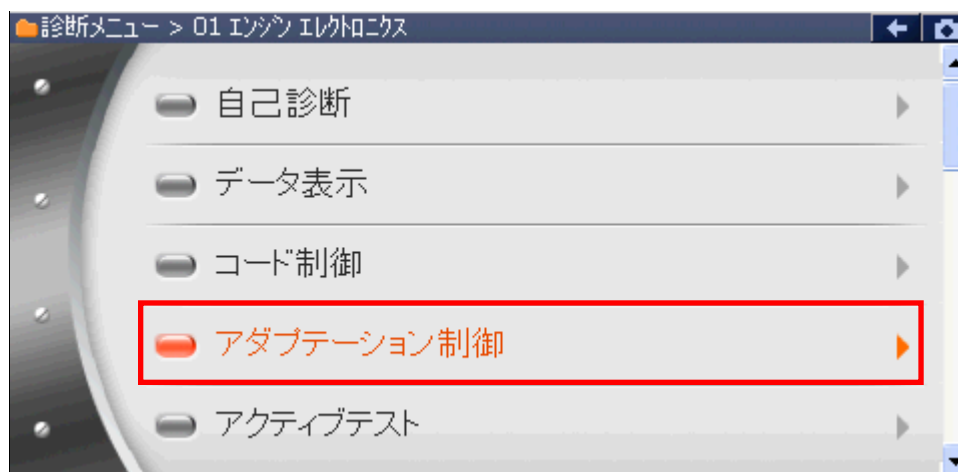 診断メニュー > 01 エンジン エレクトロニクス
自己診断
データ表示
コード制御
アダプテーション制御
アクティブテスト